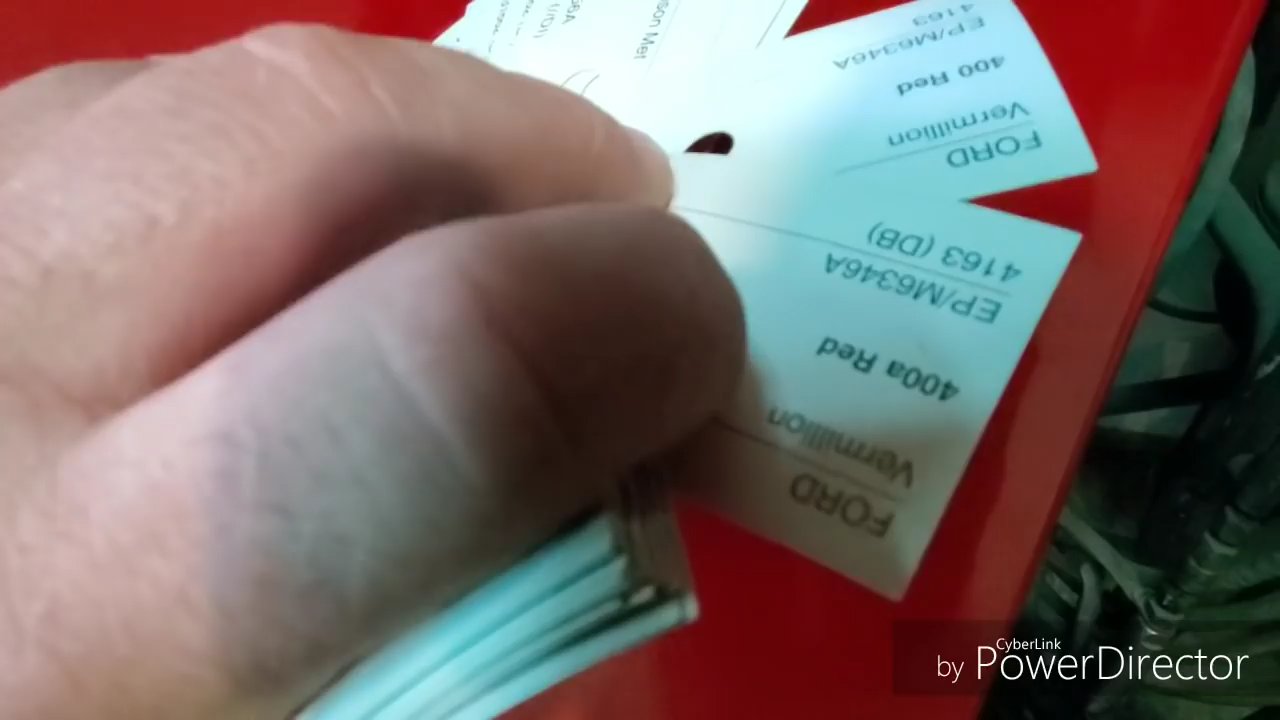 FORD
Vermillion
400 Red
EP/M6346A
4163
FORD
Vermillion
400a Red
EP/M6346A
4163 (DB)
CyberLink
by PowerDirector